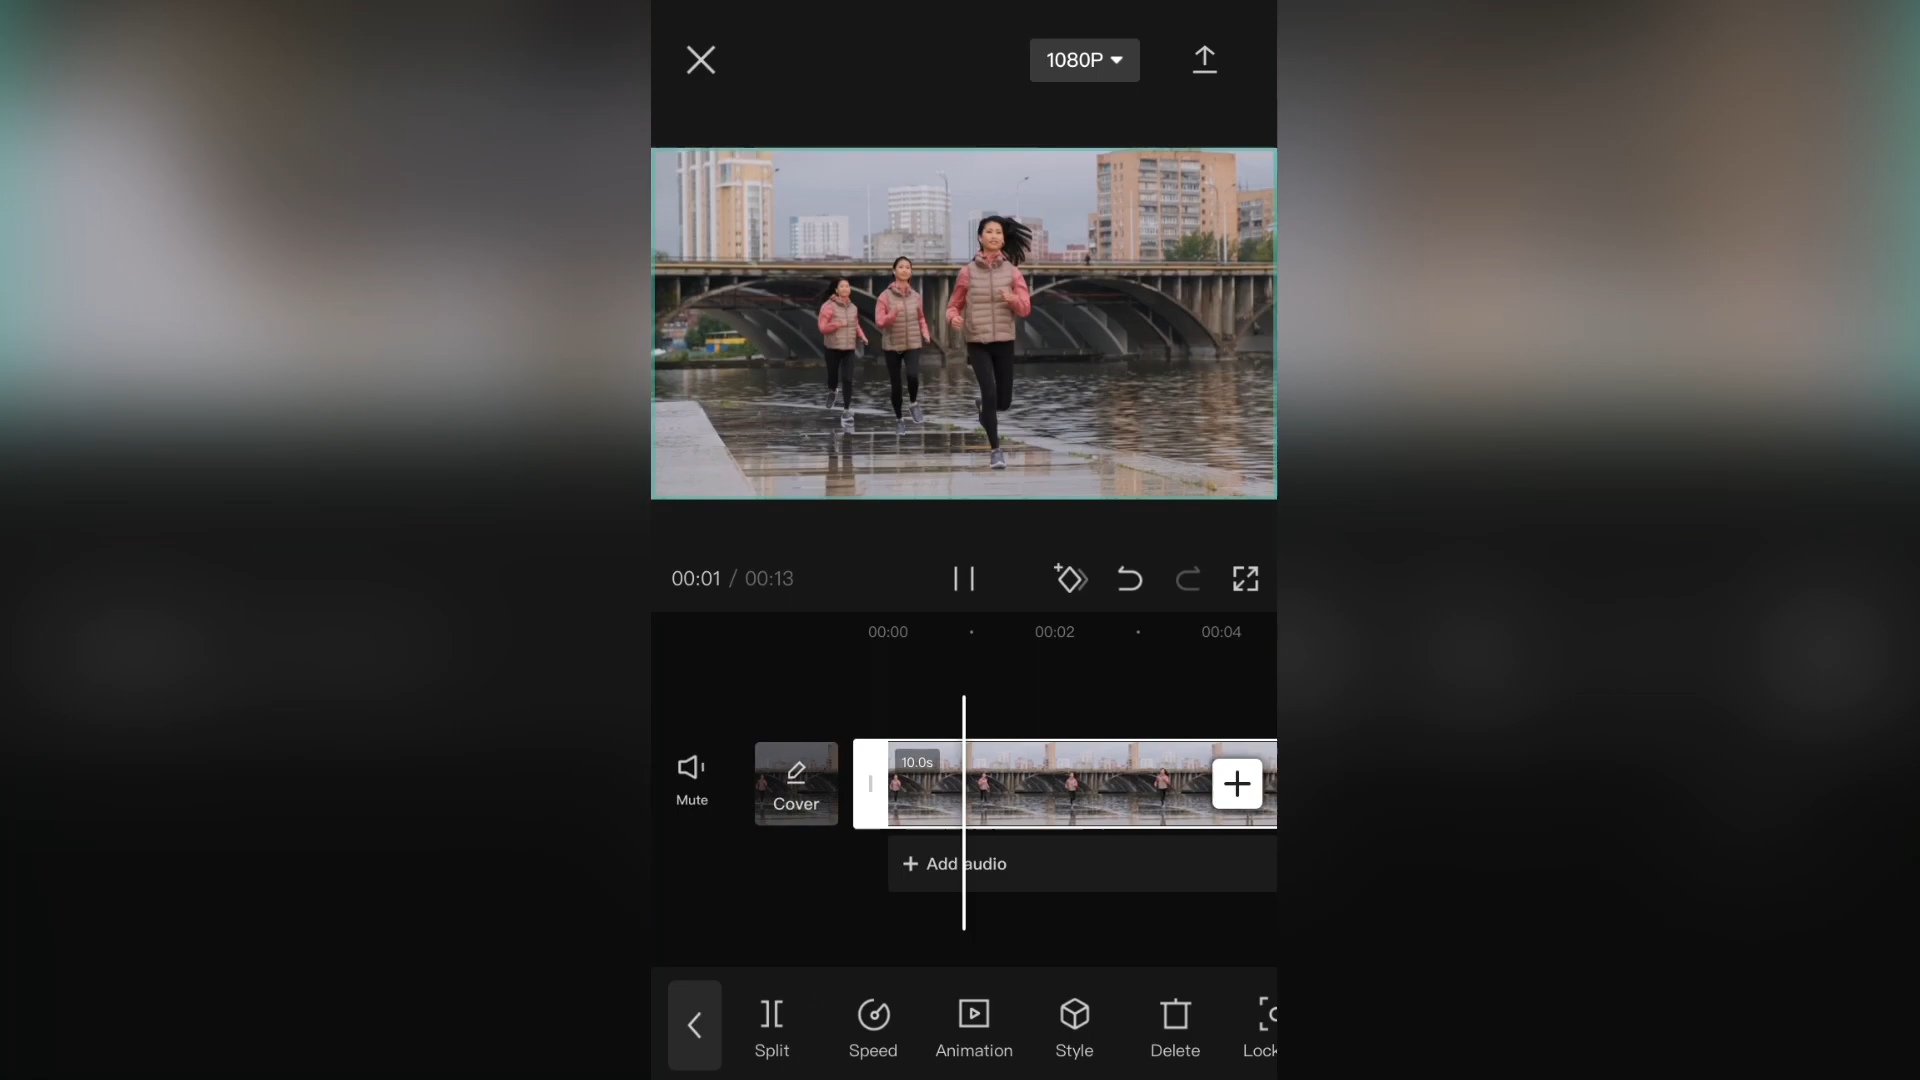 1080P
00:01 / 00:13
00:00 00:02 00:04
10.0s
Mute
Cover
+ Add audio
Split Speed Animation Style Delete Lock